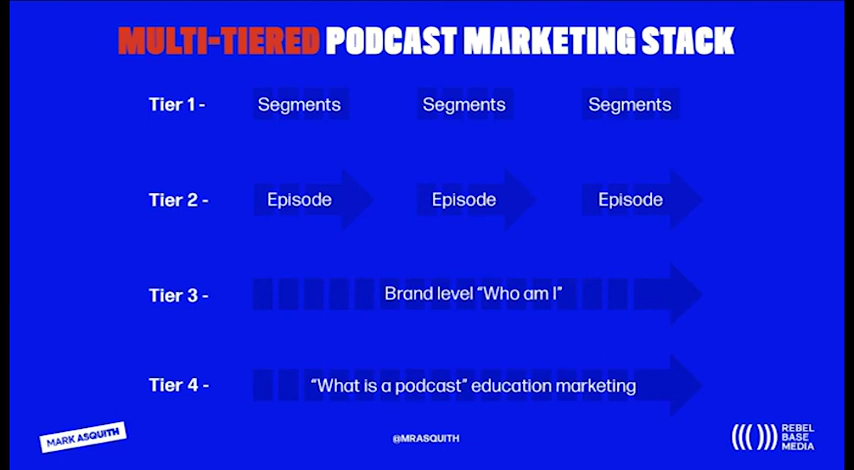 MULTI-TIERED PODCAST MARKETING STACK
Tier 1 - Segments Segments Segments
Tier 2 - Episode Episode Episode
Tier 3 - Brand level “Who am I”
Tier 4 - “What is a podcast” education marketing
MARK ASQUITH
@MRASQUITH
REBEL
BASE
MEDIA